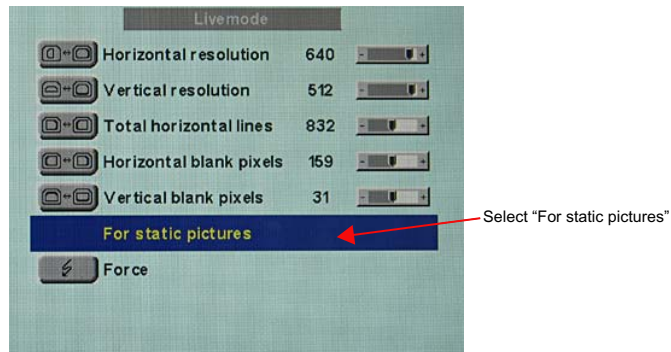 Livemode
Horizontal resolution 640
Vertical resolution 512
Total horizontal lines 832
Horizontal blank pixels 159
Vertical blank pixels 31
For static pictures
Select “For static pictures”
Force